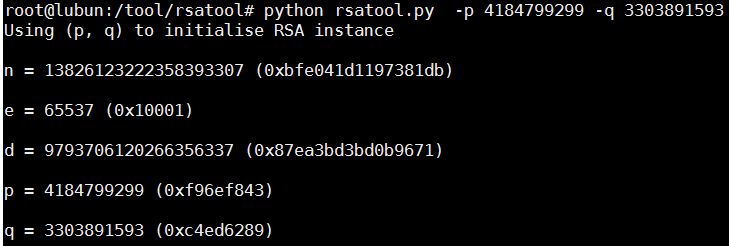 root@lubun:/tool/rsatool# python rsatool.py  -p 4184799299 -q 3303891593
Using (p, q) to initialise RSA instance
n = 13826123222358393307 (0xbfe041d1197381db)
e = 65537 (0x10001)
d = 9793706120266356337 (0x87ea3bd3bd0b9671)
p = 4184799299 (0xf96ef843)
q = 3303891593 (0xc4ed6289)